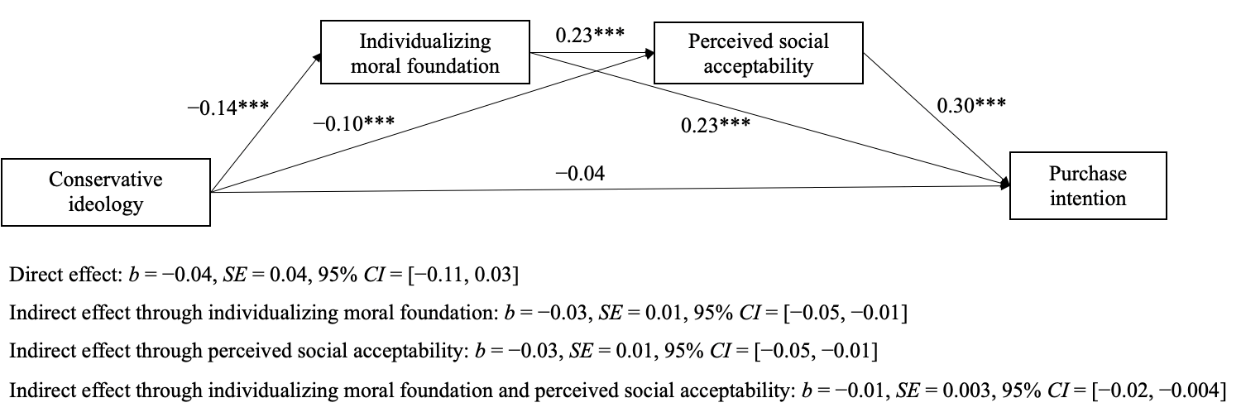 Individualizing
moral foundation
0.23***
Perceived social
acceptability
−0.14***
−0.10***
0.23***
0.30***
Conservative
ideology
−0.04
Purchase
intention
Direct effect: b = −0.04, SE = 0.04, 95% CI = [−0.11, 0.03]
Indirect effect through individualizing moral foundation: b = −0.03, SE = 0.01, 95% CI = [−0.05, −0.01]
Indirect effect through perceived social acceptability: b = −0.03, SE = 0.01, 95% CI = [−0.05, −0.01]
Indirect effect through individualizing moral foundation and perceived social acceptability: b = −0.01, SE = 0.003, 95% CI = [−0.02, −0.004]